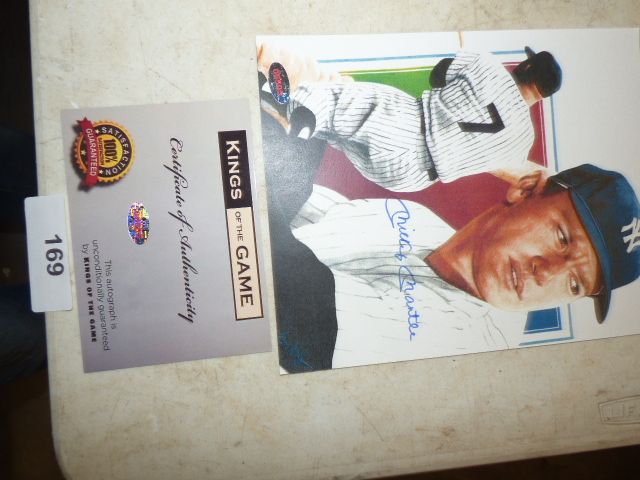 KINGS OF THE GAME
Certificate of Authenticity
SATISFACTION
100%
GUARANTEED
This autograph is
unconditionally guaranteed
by KINGS OF THE GAME
169
7
NY
Mickey Mantle